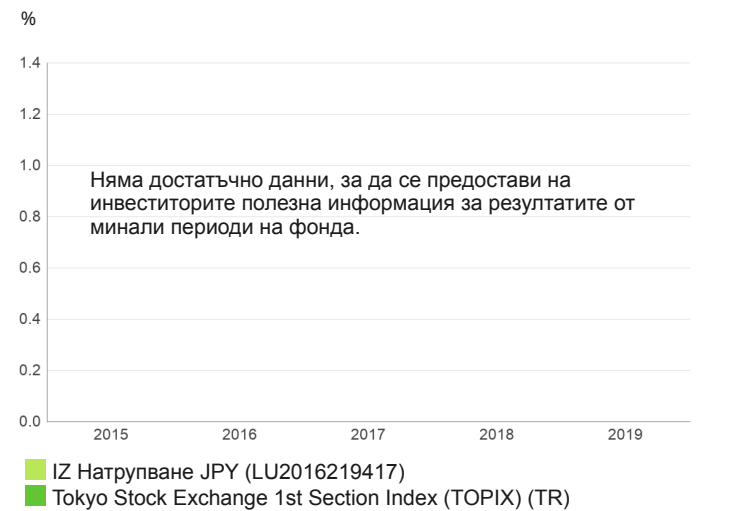 %
1.4
1.2
1.0
Няма достатъчно данни, за да се предостави на
инвеститорите полезна информация за резултатите от
0.8
минали периоди на фонда.
0.6
0.4
0.2
0.0
2015 2016 2017 2018 2019
IZ Натрупване JPY (LU2016219417)
Tokyo Stock Exchange 1st Section Index (TOPIX) (TR)